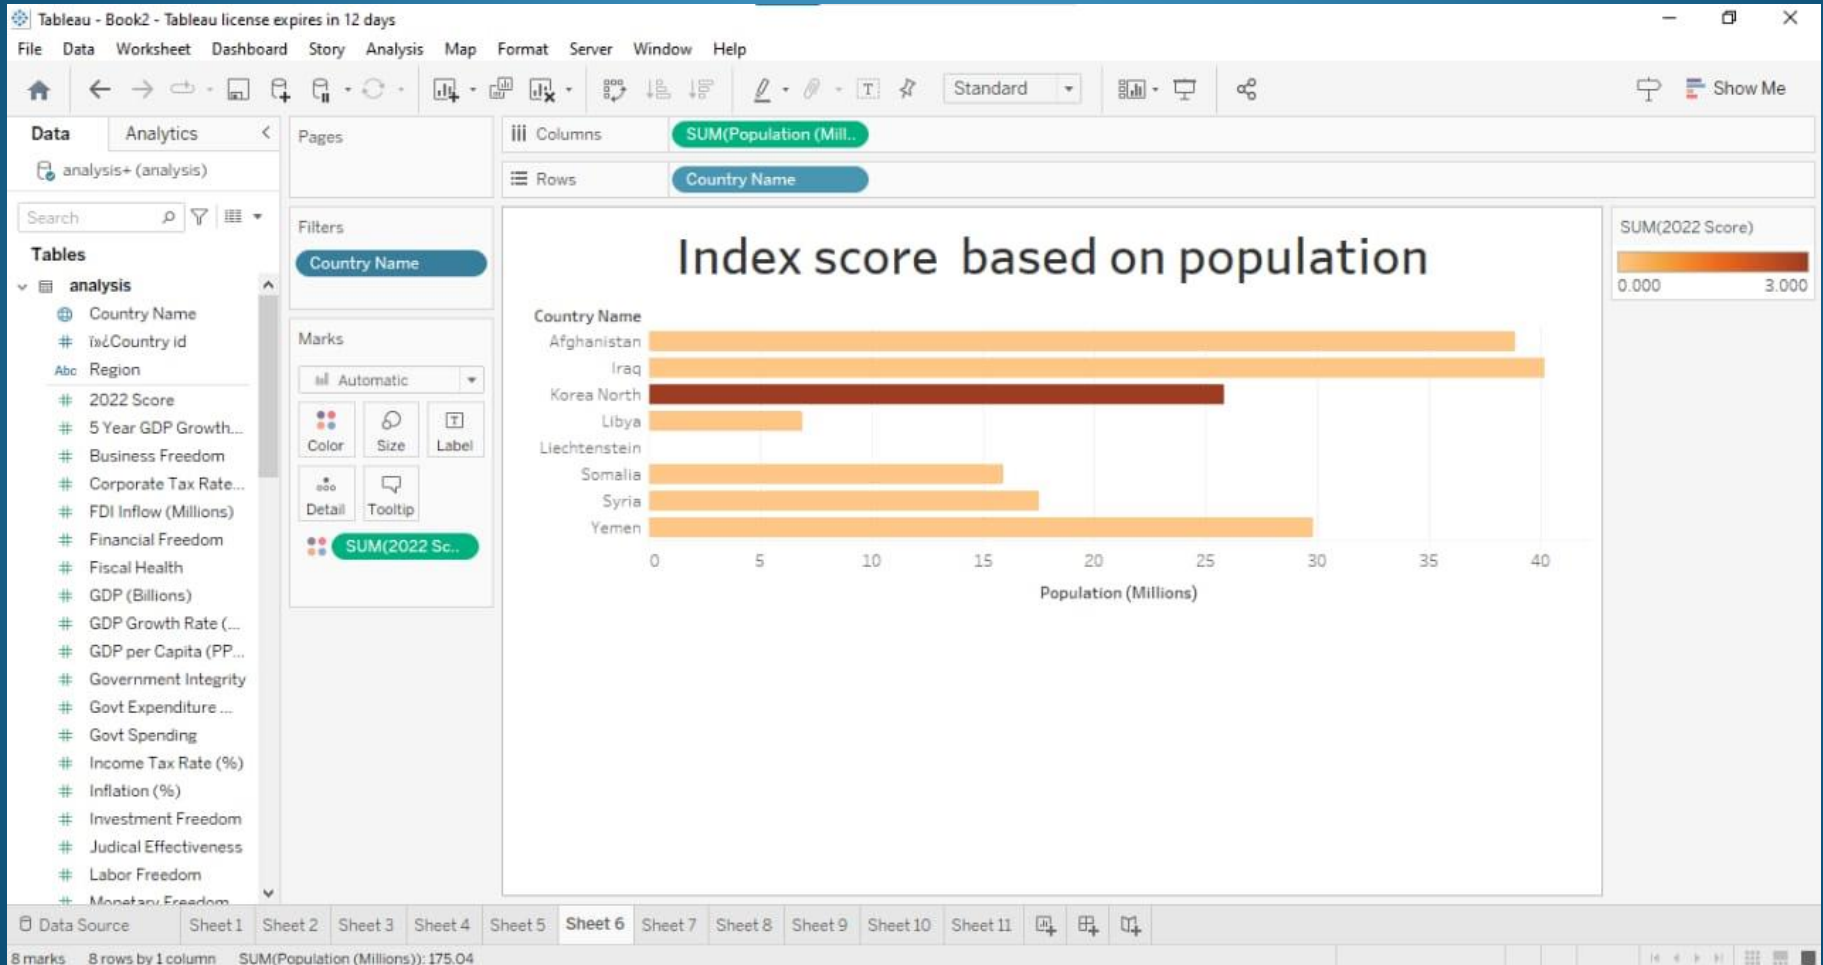 Tableau - Book2 - Tableau license expires in 12 days
File Data Worksheet Dashboard Story Analysis Map Format Server Window Help
Standard
Show Me
Data Analytics
analysis+ (analysis)
Search
Tables
analysis
Country Name
ï»¿Country id
Abc Region
2022 Score
5 Year GDP Growth...
Business Freedom
Corporate Tax Rate...
FDI Inflow (Millions)
Financial Freedom
Fiscal Health
GDP (Billions)
GDP Growth Rate (...
GDP per Capita (PP...
Government Integrity
Govt Expenditure ...
Govt Spending
Income Tax Rate (%)
Inflation (%)
Investment Freedom
Judical Effectiveness
Labor Freedom
Monetary Freedom
Pages
Filters
Country Name
Marks
Automatic
Color Size Label
Detail Tooltip
SUM(2022 Sc..
Columns SUM(Population (Mill..
Rows Country Name
Index score based on population
Country Name
Afghanistan
Iraq
Korea North
Libya
Liechtenstein
Somalia
Syria
Yemen
0 5 10 15 20 25 30 35 40
Population (Millions)
SUM(2022 Score)
0.000 3.000
Data Source Sheet 1 Sheet 2 Sheet 3 Sheet 4 Sheet 5 Sheet 6 Sheet 7 Sheet 8 Sheet 9 Sheet 10 Sheet 11
8 marks 8 rows by 1 column SUM(Population (Millions)): 175.04